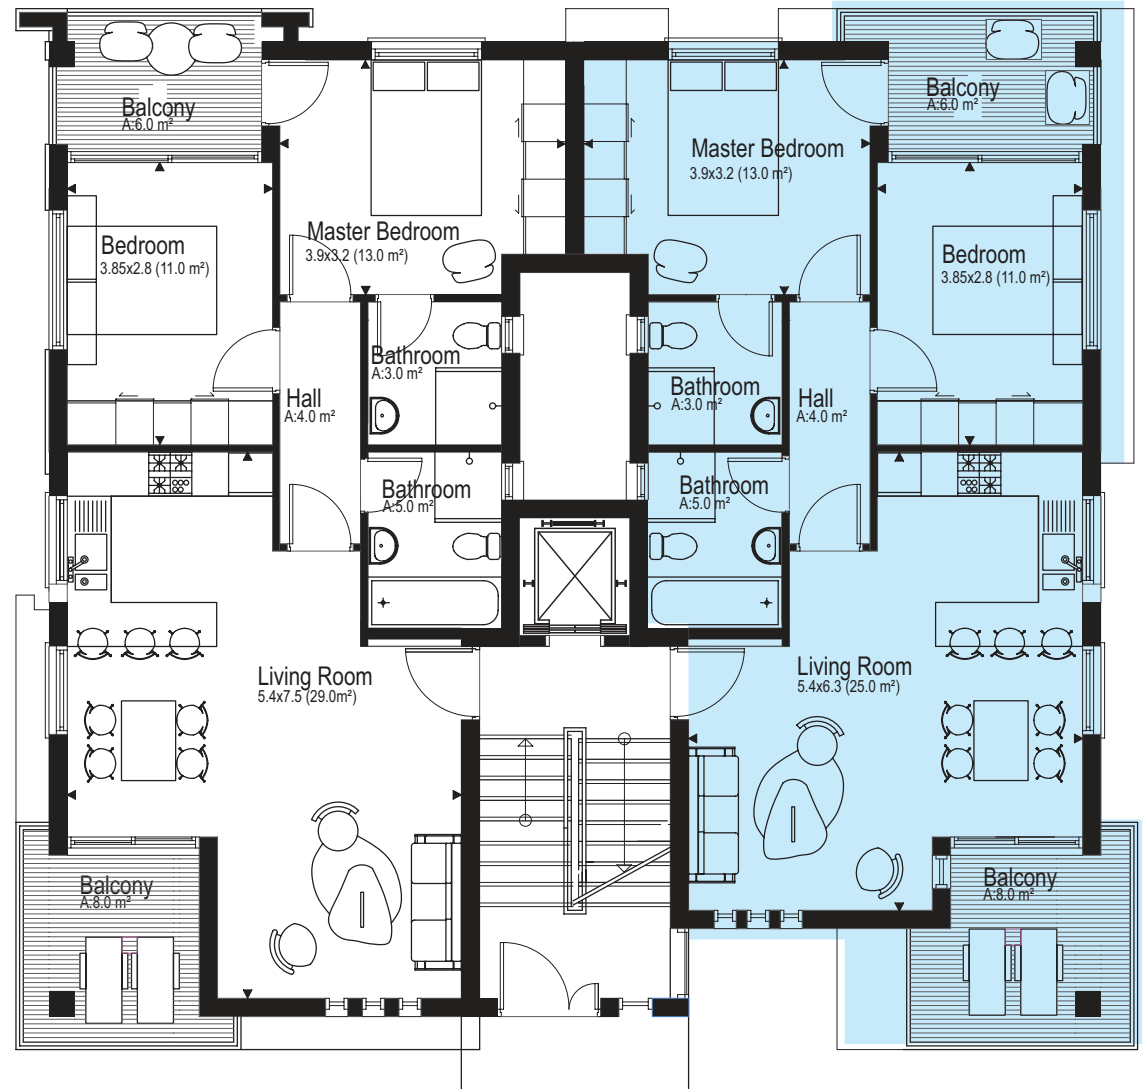 Balcony
A:6.0 m²
Balcony
A:6.0 m²
Master Bedroom
3.9x3.2 (13.0 m²)
Master Bedroom
3.9x3.2 (13.0 m²)
Bedroom
3.85x2.8 (11.0 m²)
Bedroom
3.85x2.8 (11.0 m²)
Bathroom
A:3.0 m²
Bathroom
A:3.0 m²
Hall
A:4.0 m²
Hall
A:4.0 m²
Bathroom
A:5.0 m²
Bathroom
A:5.0 m²
Living Room
5.4x7.5 (29.0m²)
Living Room
5.4x6.3 (25.0 m²)
Balcony
A:8.0 m²
Balcony
A:8.0 m²